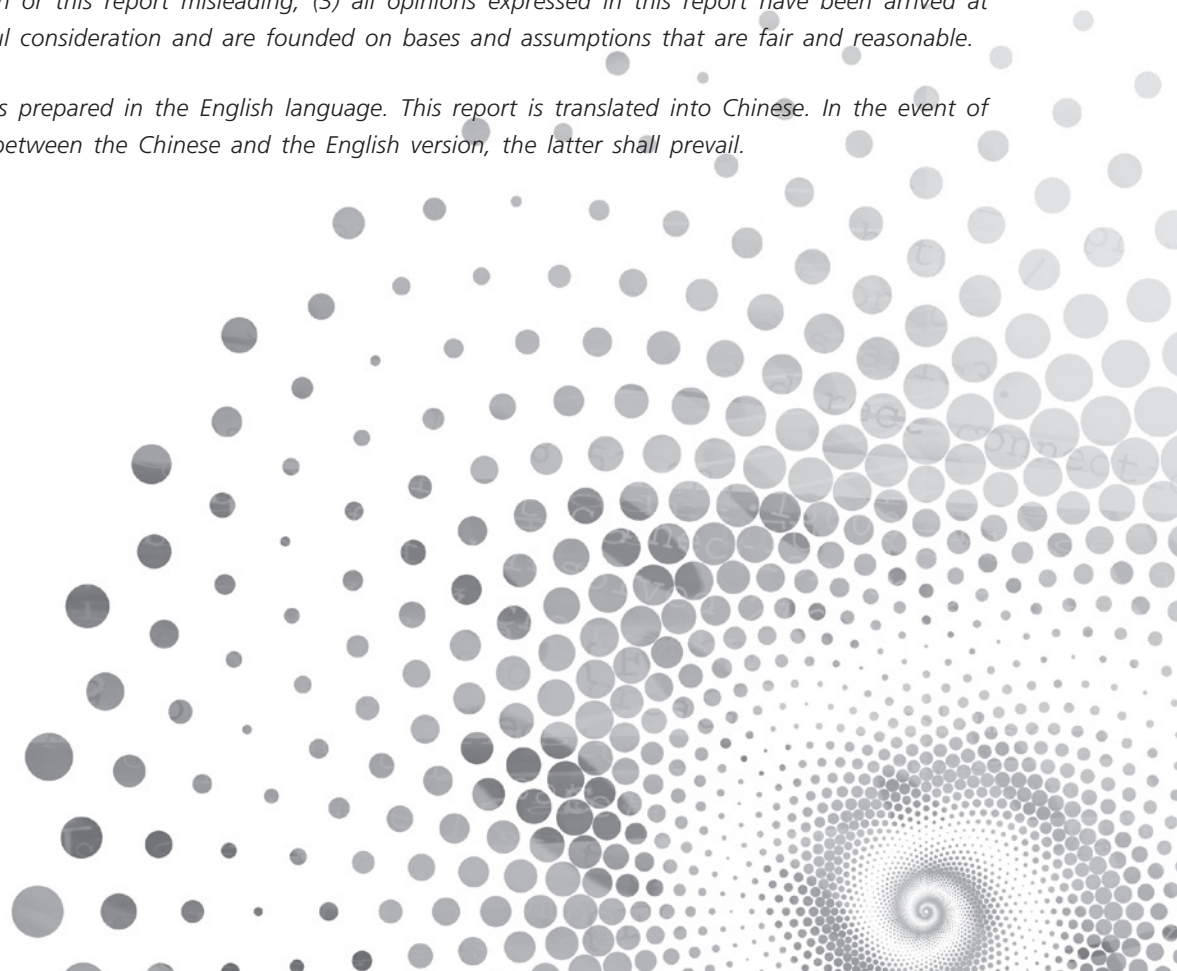 or this report misleading; (3) all opinions expressed in this report have been arrived at
consideration and are founded on bases and assumptions that are fair and reasonable.
prepared in the English language. This report is translated into Chinese. In the event of
between the Chinese and the English version, the latter shall prevail.